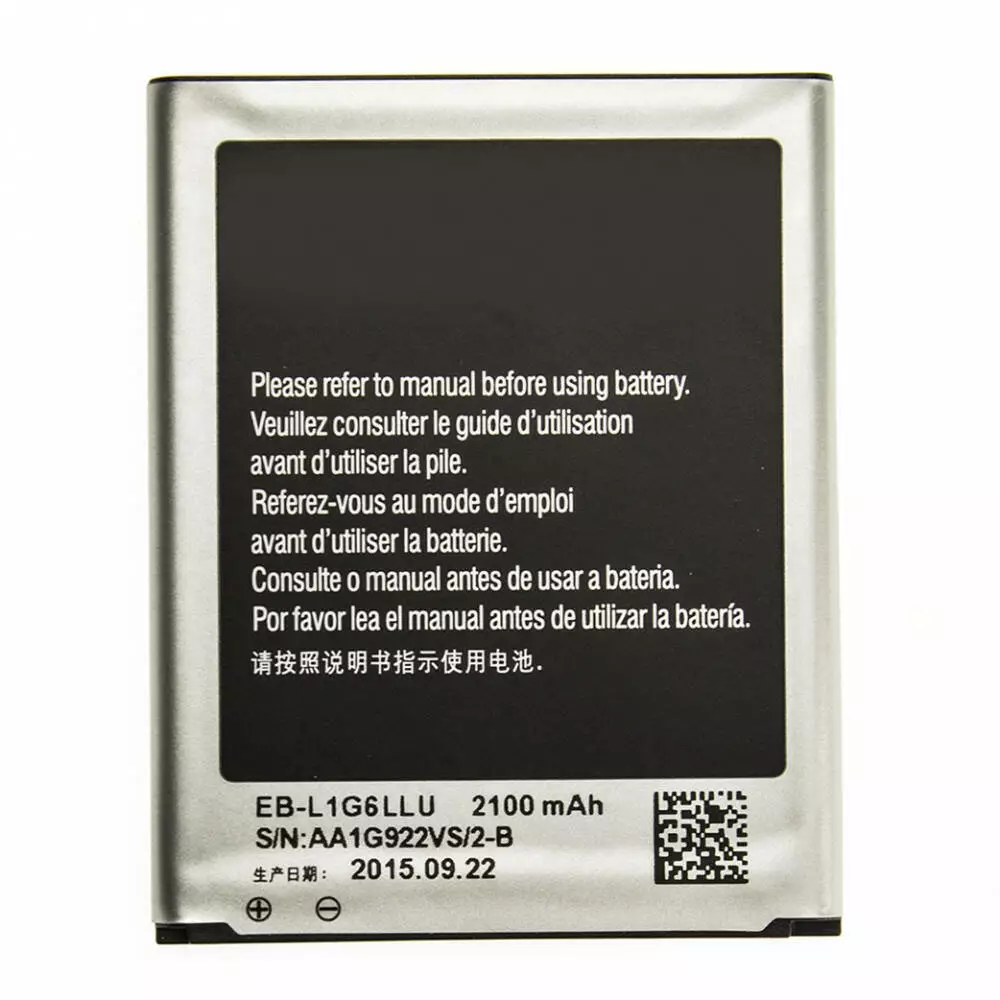 Please refer to manual before using battery.
Veuillez consulter le guide d'utilisation
avant d'utiliser la pile.
Referez-vous au mode d'emploi
avant d'utiliser la batterie.
Consulte o manual antes de usar a bateria.
Por favor lea el manual antes de utilizar la batería.
请按照说明书指示使用电池.
EB-L1G6LLU 2100 mAh
S/N:AA1G922VS/2-B
生产日期: 2015.09.22
⊕ ⊖